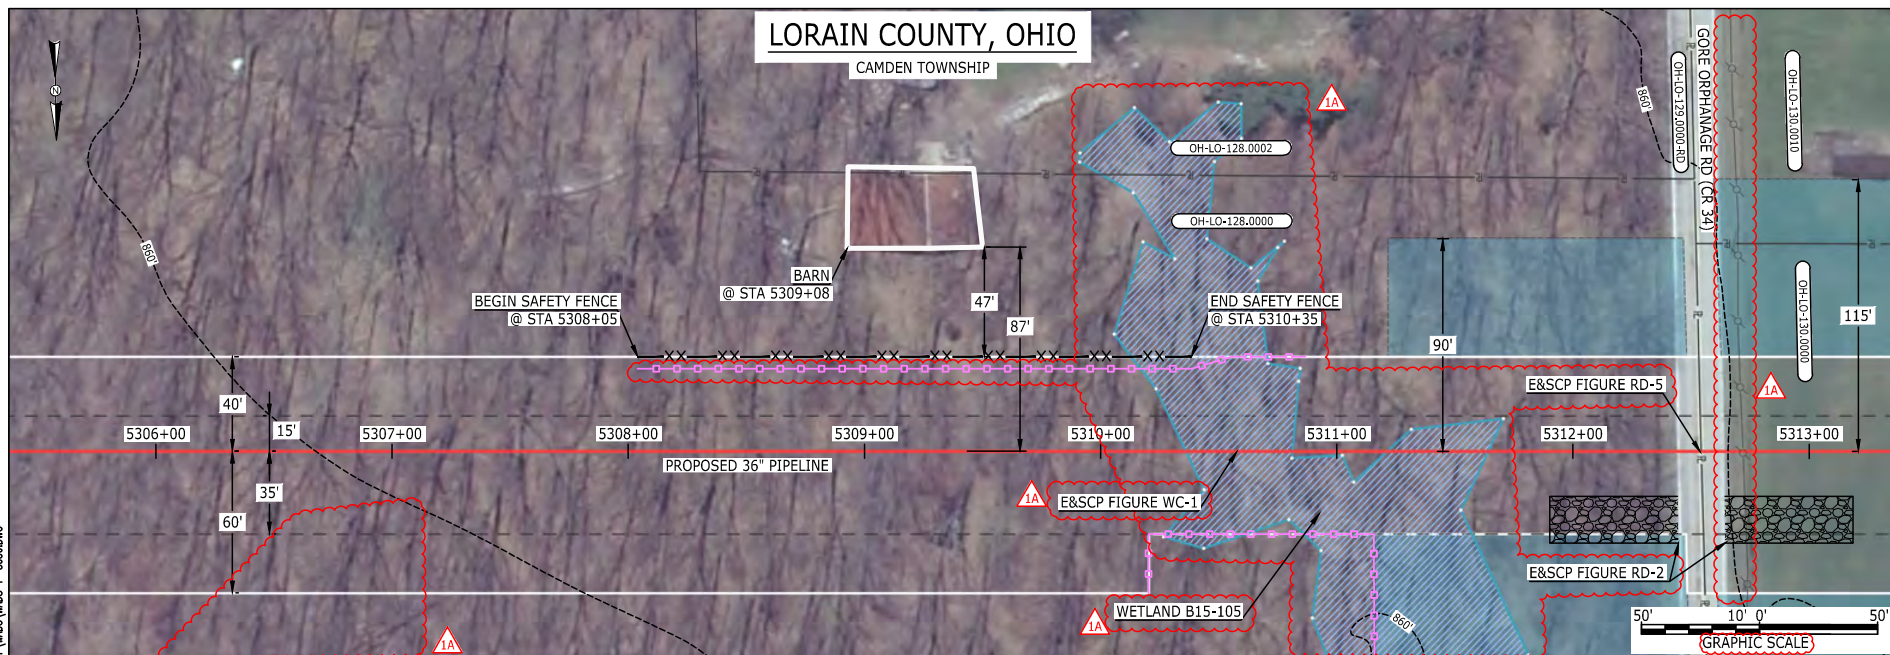 LORAIN COUNTY, OHIO
CAMDEN TOWNSHIP
N
860'
1A
OH-LO-128.0002
OH-LO-128.0000
860'
OH-LO-129.0000-RD
GORE ORPHANAGE RD (CR 34)
OH-LO-130.0010
OH-LO-130.0000
BARN
@ STA 5309+08
BEGIN SAFETY FENCE
@ STA 5308+05
47'
87'
END SAFETY FENCE
@ STA 5310+35
90'
115'
E&SCP FIGURE RD-5
1A
40'
15'
5306+00
5307+00
5308+00
5309+00
5310+00
5311+00
5312+00
5313+00
PROPOSED 36" PIPELINE
35'
60'
1A
E&SCP FIGURE WC-1
E&SCP FIGURE RD-2
WETLAND B15-105
1A
1A
860'
50'
10'
0'
50'
GRAPHIC SCALE